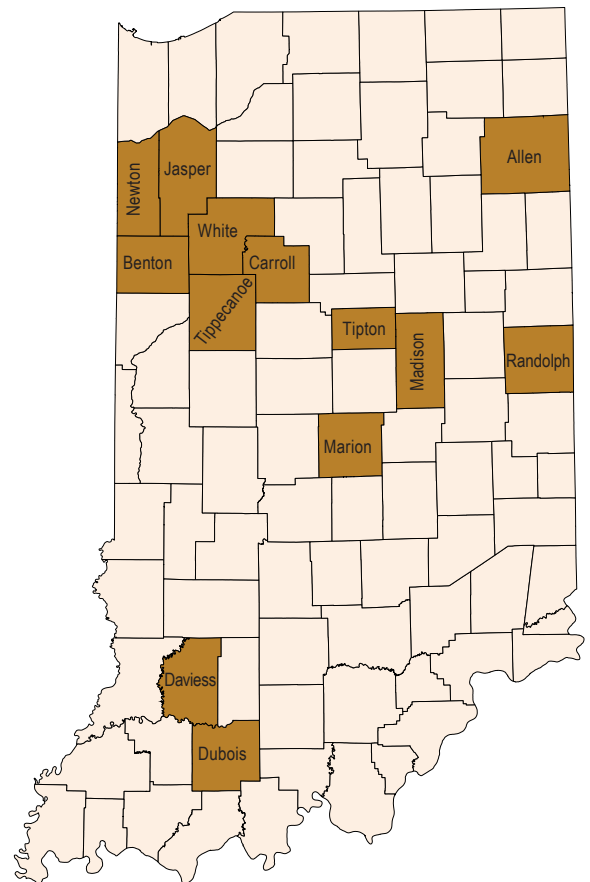 Allen
Jasper
Newton
White
Benton
Carroll
Tippecanoe
Tipton
Madison
Randolph
Marion
Daviess
Dubois